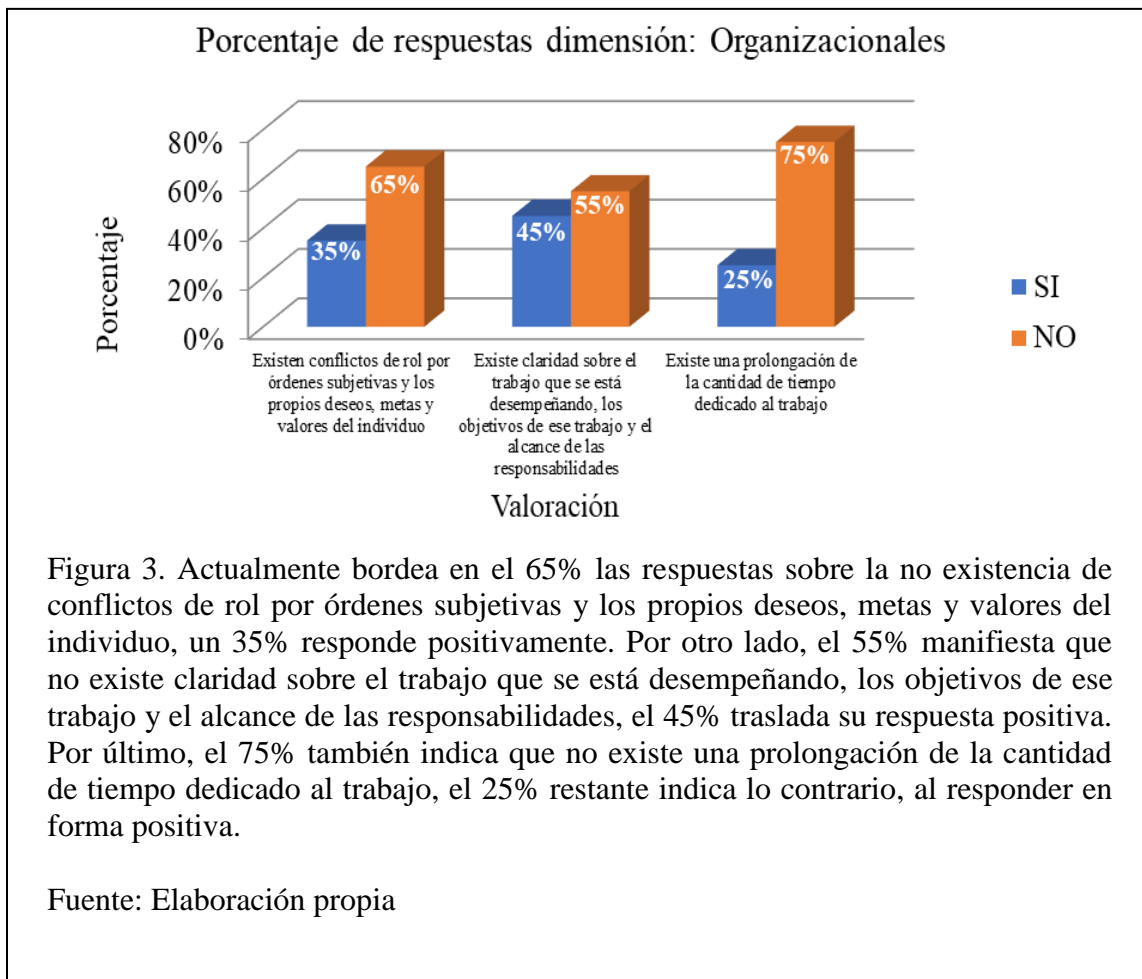 Porcentaje de respuestas dimensión: Organizacionales
80%
60%
40%
20%
0%
Porcentaje
35%
65%
45%
55%
25%
75%
SI
NO
Existen conflictos de rol por
órdenes subjetivas y los
propios deseos, metas y
valores del individuo
Existe claridad sobre el
trabajo que se está
desempeñando, los
objetivos de ese trabajo y el
alcance de las
responsabilidades
Existe una prolongación de
la cantidad de tiempo
dedicado al trabajo
Valoración
Figura 3. Actualmente bordea en el 65% las respuestas sobre la no existencia de
conflictos de rol por órdenes subjetivas y los propios deseos, metas y valores del
individuo, un 35% responde positivamente. Por otro lado, el 55% manifiesta que
no existe claridad sobre el trabajo que se está desempeñando, los objetivos de ese
trabajo y el alcance de las responsabilidades, el 45% traslada su respuesta positiva.
Por último, el 75% también indica que no existe una prolongación de la cantidad
de tiempo dedicado al trabajo, el 25% restante indica lo contrario, al responder en
forma positiva.
Fuente: Elaboración propia